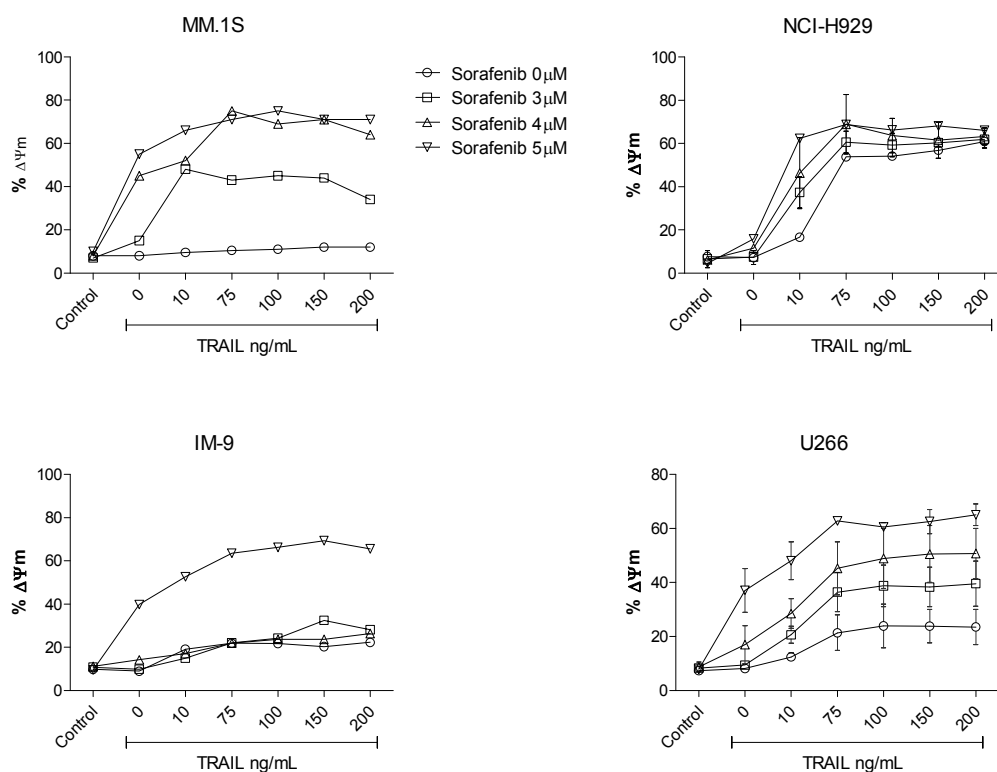 MM.1S
100
80
60
40
20
0
% ΔΨm
Control
0
10
75
100
150
200
TRAIL ng/mL
Sorafenib 0μM
Sorafenib 3μM
Sorafenib 4μM
Sorafenib 5μM
NCI-H929
100
80
60
40
20
0
% ΔΨm
Control
0
10
75
100
150
200
TRAIL ng/mL
IM-9
100
80
60
40
20
0
% ΔΨm
Control
0
10
75
100
150
200
TRAIL ng/mL
U266
80
60
40
20
0
% ΔΨm
Control
0
10
75
100
150
200
TRAIL ng/mL